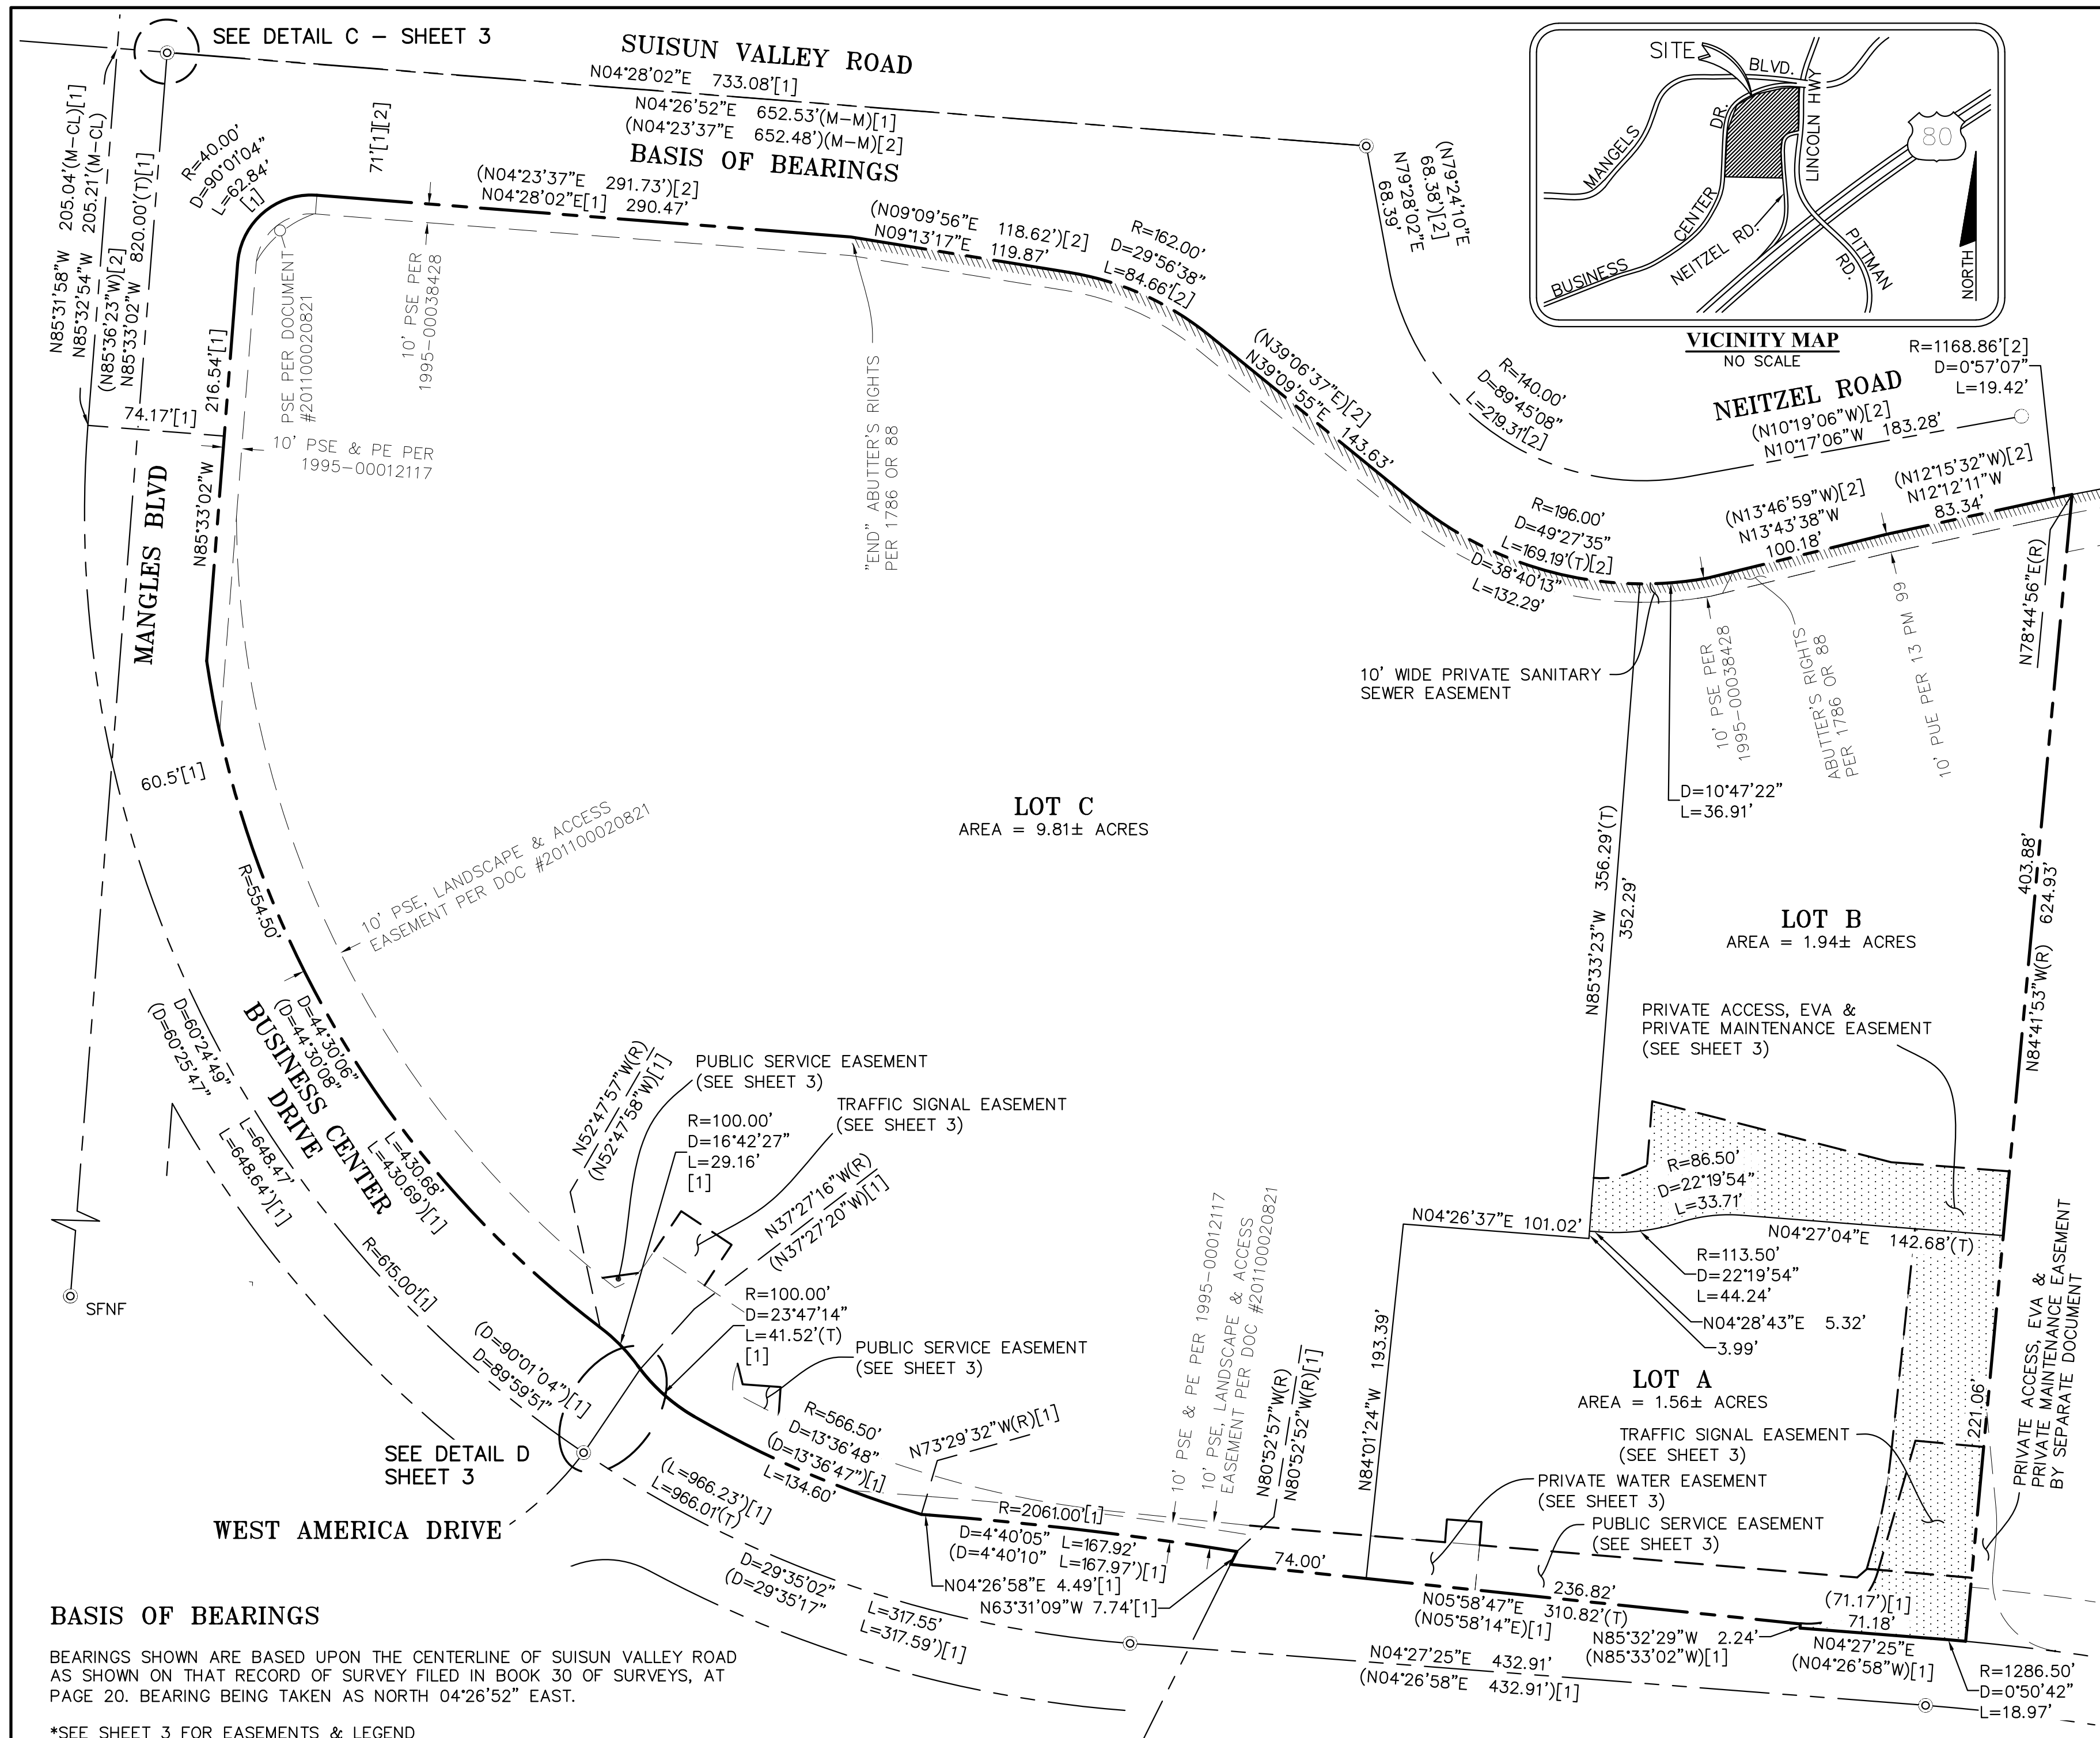 SEE DETAIL C – SHEET 3
SUISUN VALLEY ROAD
N04°28'02"E 733.08'[1]
N04°26'52"E 652.53'(M–M)[1]
(N04°23'37"E 652.48')(M–M)[2]
BASIS OF BEARINGS
N85°31'58"W 205.04'(M–CL)[1]
N85°32'54"W 205.21'(M–CL)
(N85°36'23"W)[2]
N85°33'02"W 820.00'(T)[1]
R=40.00'
D=90°01'04"
L=62.84'
[1]
71'[1][2]
(N04°23'37"E 291.73')[2]
N04°28'02"E[1] 290.47'
(N09°09'56"E 118.62')[2]
N09°13'17"E 119.87'
R=162.00'
D=29°56'38"
L=84.66'[2]
(N79°24'10"E
68.38')[2]
N79°28'02"E
68.39'
SITE
BLVD.
MANGELS
DR.
CENTER
BUSINESS
LINCOLN HWY
80
NEITZEL RD.
PITTMAN
RD.
NORTH
VICINITY MAP
NO SCALE
R=1168.86'[2]
D=0°57'07"
L=19.42'
NEITZEL ROAD
(N10°19'06"W)[2]
N10°17'06"W 183.28'
216.54'[1]
74.17'[1]
N85°33'02"W
MANGLES BLVD
PSE PER DOCUMENT
#201100020821
10' PSE PER
1995–00038428
10' PSE & PE PER
1995–00012117
"END" ABUTTER'S RIGHTS
PER 1786 OR 88
(N39°06'37"E)[2]
N39°09'55"E 143.63'
R=140.00'
D=89°45'08"
L=219.31'[2]
R=196.00'
D=49°27'35"
L=169.19'(T)[2]
D=38°40'13"
L=132.29'
(N13°46'59"W)[2]
N13°43'38"W
100.18'
(N12°15'32"W)[2]
N12°12'11"W
83.34'
N78°44'56"E(R)
10' WIDE PRIVATE SANITARY
SEWER EASEMENT
10' PSE PER
1995–00038428
ABUTTER'S RIGHTS
PER 1786 OR 88
10' PUE PER 13 PM 99
D=10°47'22"
L=36.91'
60.5'[1]
LOT C
AREA = 9.81± ACRES
10' PSE, LANDSCAPE & ACCESS
EASEMENT PER DOC #201100020821
R=554.50'
N85°33'23"W 356.29'(T)
352.29'
LOT B
AREA = 1.94± ACRES
403.88'
N84°41'53"W(R) 624.93'
D=44°30'06"
(D=44°30'08"
L=430.68'
L=430.69')[1]
BUSINESS CENTER
DRIVE
D=60°24'49"
(D=60°25'47"
L=648.47'
L=648.64')[1]
R=615.00'[1]
PRIVATE ACCESS, EVA &
PRIVATE MAINTENANCE EASEMENT
(SEE SHEET 3)
N52°47'57"W(R)
(N52°47'58"W)[1]
PUBLIC SERVICE EASEMENT
(SEE SHEET 3)
TRAFFIC SIGNAL EASEMENT
(SEE SHEET 3)
R=100.00'
D=16°42'27"
L=29.16'
[1]
N37°27'16"W(R)
(N37°27'20"W)[1]
R=100.00'
D=23°47'14"
L=41.52'(T)
[1]
PUBLIC SERVICE EASEMENT
(SEE SHEET 3)
SFNF
(D=90°01'04")[1]
D=89°59'51"
SEE DETAIL D
SHEET 3
WEST AMERICA DRIVE
R=566.50'
D=13°36'48"
(D=13°36'47")[1]
L=134.60'
(L=966.23')[1]
L=966.01'(T)
N73°29'32"W(R)[1]
10' PSE & PE PER 1995–00012117
10' PSE, LANDSCAPE & ACCESS
EASEMENT PER DOC #201100020821
N80°52'57"W(R)
N80°52'52"W(R)[1]
N84°01'24"W 193.39'
N04°26'37"E 101.02'
R=86.50'
D=22°19'54"
L=33.71'
N04°27'04"E 142.68'(T)
R=113.50'
D=22°19'54"
L=44.24'
N04°28'43"E 5.32'
3.99'
LOT A
AREA = 1.56± ACRES
TRAFFIC SIGNAL EASEMENT
(SEE SHEET 3)
PRIVATE WATER EASEMENT
(SEE SHEET 3)
PUBLIC SERVICE EASEMENT
(SEE SHEET 3)
221.06'
PRIVATE ACCESS, EVA &
PRIVATE MAINTENANCE EASEMENT
BY SEPARATE DOCUMENT
R=2061.00'[1]
D=4°40'05" L=167.92'
(D=4°40'10" L=167.97')[1]
N04°26'58"E 4.49'[1]
N63°31'09"W 7.74'[1]
74.00'
236.82'
N05°58'47"E 310.82'(T)
(N05°58'14"E)[1]
N85°32'29"W 2.24'
(N85°33'02"W)[1]
(71.17')[1]
71.18'
N04°27'25"E
(N04°26'58"W)[1]
R=1286.50'
D=0°50'42"
L=18.97'
D=29°35'02"
(D=29°35'17"
L=317.55'
L=317.59')[1]
N04°27'25"E 432.91'
(N04°26'58"E 432.91')[1]
BASIS OF BEARINGS
BEARINGS SHOWN ARE BASED UPON THE CENTERLINE OF SUISUN VALLEY ROAD
AS SHOWN ON THAT RECORD OF SURVEY FILED IN BOOK 30 OF SURVEYS, AT
PAGE 20. BEARING BEING TAKEN AS NORTH 04°26'52" EAST.
*SEE SHEET 3 FOR EASEMENTS & LEGEND